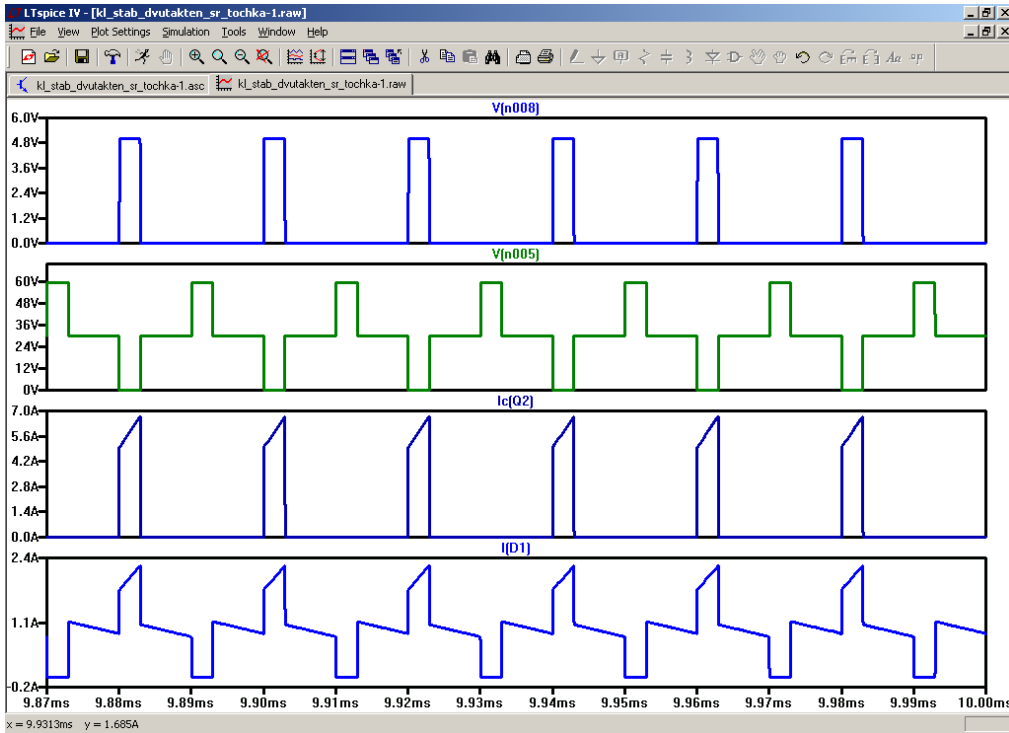 LTspice IV - [kl_stab_dvutakten_sr_tochka-1.raw]
File View Plot Settings Simulation Tools Window Help
kl_stab_dvutakten_sr_tochka-1.asc kl_stab_dvutakten_sr_tochka-1.raw
V(n008)
6.0V
4.8V
3.6V
2.4V
1.2V
0.0V
V(n005)
60V
48V
36V
24V
12V
0V
Ic(Q2)
7.0A
5.6A
4.2A
2.8A
1.4A
0.0A
I(D1)
2.4A
1.1A
-0.2A
9.87ms 9.88ms 9.89ms 9.90ms 9.91ms 9.92ms 9.93ms 9.94ms 9.95ms 9.96ms 9.97ms 9.98ms 9.99ms 10.00ms
x = 9.9313ms y = 1.685A